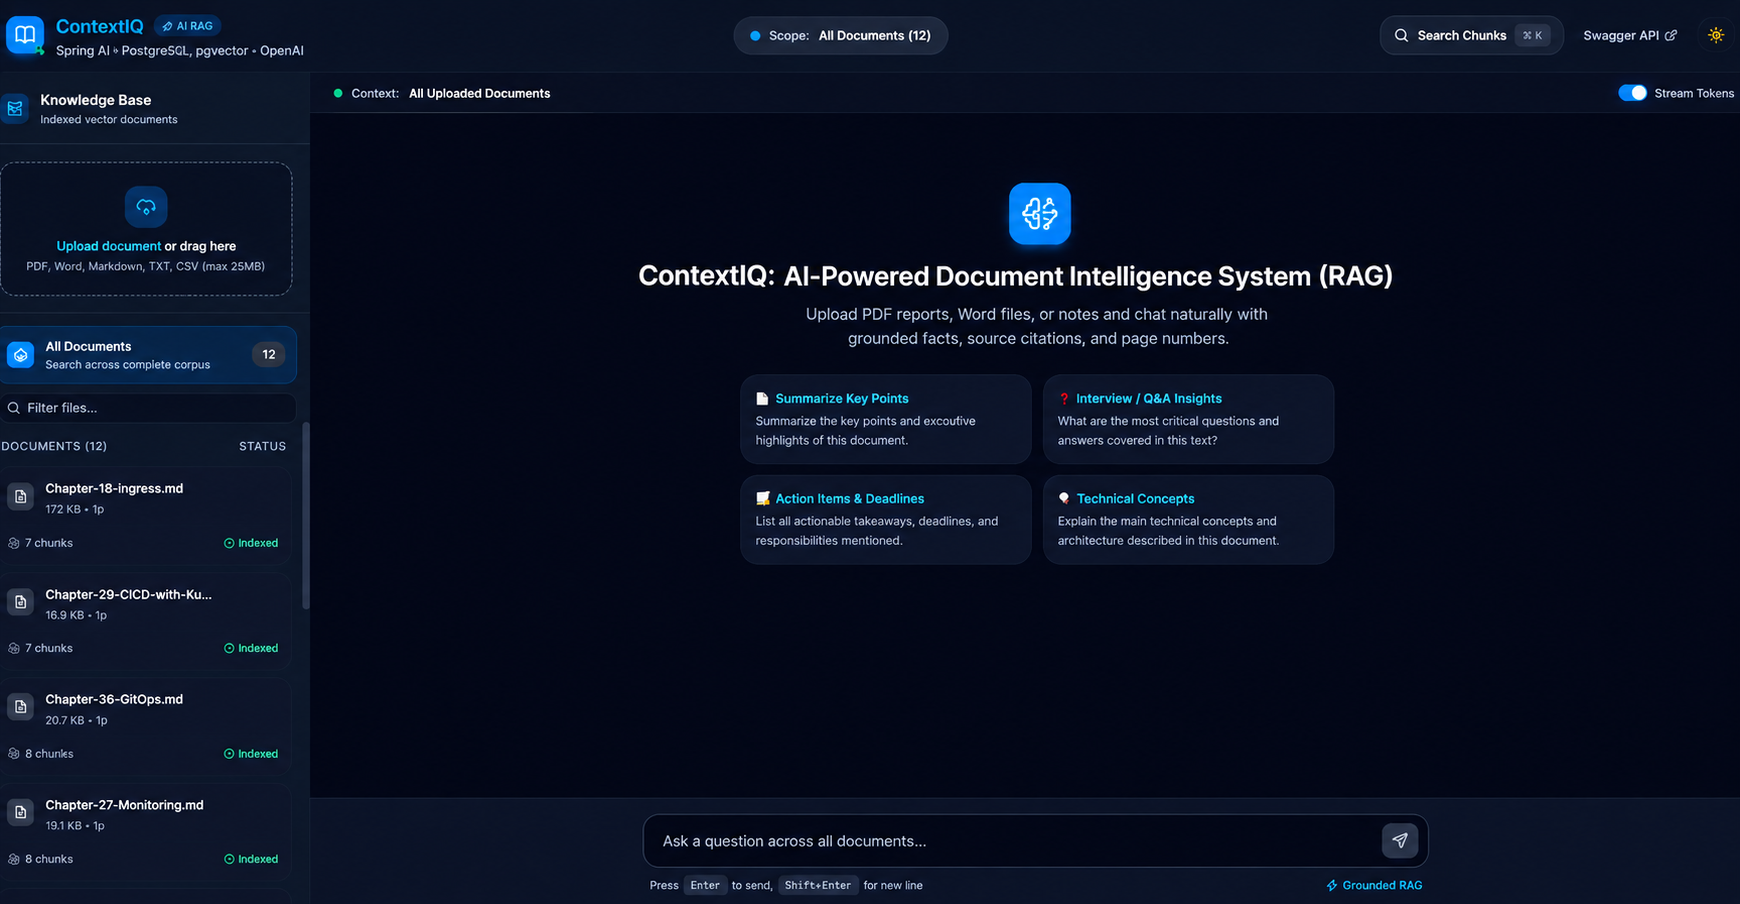 ContextIQ AI RAG
Spring AI • PostgreSQL, pgvector • OpenAI
Scope: All Documents (12)
Search Chunks ⌘ K
Swagger API
Knowledge Base
Indexed vector documents
Context: All Uploaded Documents
Stream Tokens
Upload document or drag here
PDF, Word, Markdown, TXT, CSV (max 25MB)
All Documents
Search across complete corpus
12
Filter files...
DOCUMENTS (12) STATUS
Chapter-18-ingress.md
172 KB • 1p
7 chunks Indexed
Chapter-29-CICD-with-Ku...
16.9 KB • 1p
7 chunks Indexed
Chapter-36-GitOps.md
20.7 KB • 1p
8 chunks Indexed
Chapter-27-Monitoring.md
19.1 KB • 1p
8 chunks Indexed
ContextIQ: AI-Powered Document Intelligence System (RAG)
Upload PDF reports, Word files, or notes and chat naturally with
grounded facts, source citations, and page numbers.
Summarize Key Points
Summarize the key points and excoutive
highlights of this document.
❓ Interview / Q&A Insights
What are the most critical questions and
answers covered in this text?
Action Items & Deadlines
List all actionable takeaways, deadlines, and
responsibilities mentioned.
Technical Concepts
Explain the main technical concepts and
architecture described in this document.
Ask a question across all documents...
Press Enter to send, Shift+Enter for new line
Grounded RAG